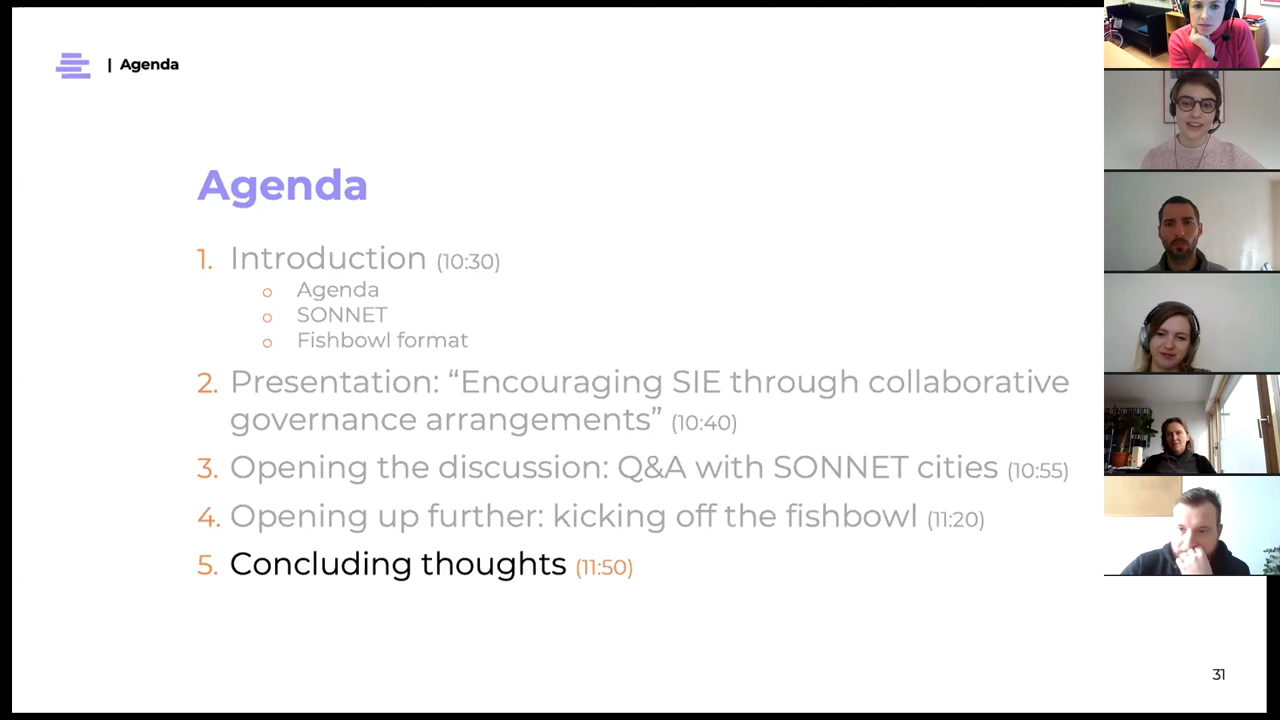 | Agenda
Agenda
1. Introduction (10:30)
o Agenda
o SONNET
o Fishbowl format
2. Presentation: “Encouraging SIE through collaborative
governance arrangements” (10:40)
3. Opening the discussion: Q&A with SONNET cities (10:55)
4. Opening up further: kicking off the fishbowl (11:20)
5. Concluding thoughts (11:50)
31